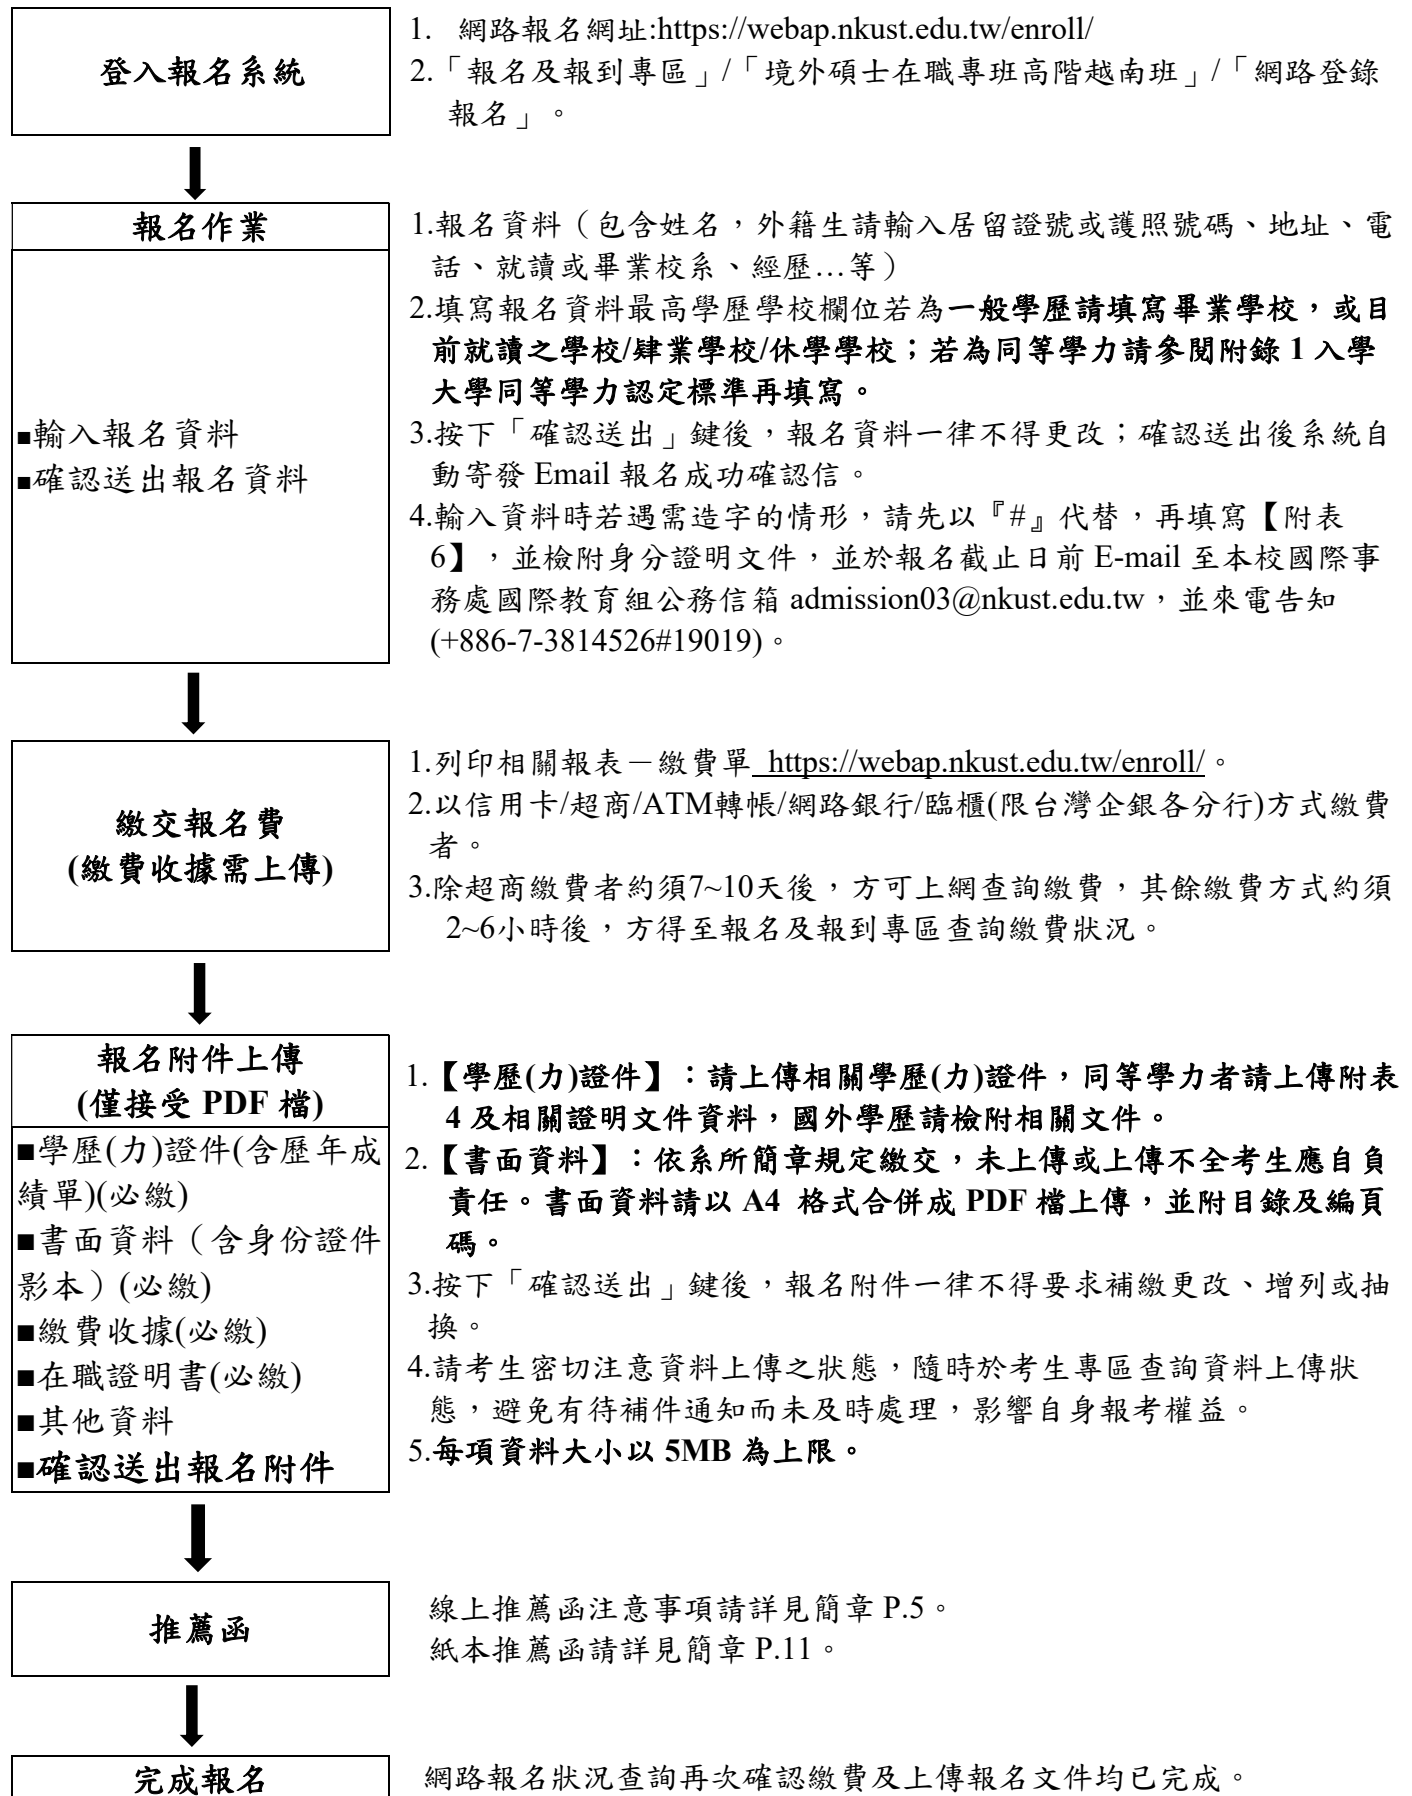 登入報名系統
1. 網路報名網址:https://webap.nkust.edu.tw/enroll/
2.「報名及報到專區」/「境外碩士在職專班高階越南班」/「網路登錄
報名」。
報名作業
■輸入報名資料
■確認送出報名資料
1.報名資料（包含姓名，外籍生請輸入居留證號或護照號碼、地址、電
話、就讀或畢業校系、經歷…等）
2.填寫報名資料最高學歷學校欄位若為一般學歷請填寫畢業學校，或目
前就讀之學校/肄業學校/休學學校；若為同等學力請參閱附錄 1 入學
大學同等學力認定標準再填寫。
3.按下「確認送出」鍵後，報名資料一律不得更改；確認送出後系統自
動寄發 Email 報名成功確認信。
4.輸入資料時若遇需造字的情形，請先以『#』代替，再填寫【附表
6】，並檢附身分證明文件，並於報名截止日前 E-mail 至本校國際事
務處國際教育組公務信箱 admission03@nkust.edu.tw，並來電告知
(+886-7-3814526#19019)。
繳交報名費
(繳費收據需上傳)
1.列印相關報表－繳費單 https://webap.nkust.edu.tw/enroll/。
2.以信用卡/超商/ATM轉帳/網路銀行/臨櫃(限台灣企銀各分行)方式繳費
者。
3.除超商繳費者約須7~10天後，方可上網查詢繳費，其餘繳費方式約須
2~6小時後，方得至報名及報到專區查詢繳費狀況。
報名附件上傳
(僅接受 PDF 檔)
■學歷(力)證件(含歷年成
績單)(必繳)
■書面資料（含身份證件
影本）(必繳)
■繳費收據(必繳)
■在職證明書(必繳)
■其他資料
■確認送出報名附件
1.【學歷(力)證件】：請上傳相關學歷(力)證件，同等學力者請上傳附表
4 及相關證明文件資料，國外學歷請檢附相關文件。
2.【書面資料】：依系所簡章規定繳交，未上傳或上傳不全考生應自負
責任。書面資料請以 A4 格式合併成 PDF 檔上傳，並附目錄及編頁
碼。
3.按下「確認送出」鍵後，報名附件一律不得要求補繳更改、增列或抽
換。
4.請考生密切注意資料上傳之狀態，隨時於考生專區查詢資料上傳狀
態，避免有待補件通知而未及時處理，影響自身報考權益。
5.每項資料大小以 5MB 為上限。
推薦函
線上推薦函注意事項請詳見簡章 P.5。
紙本推薦函請詳見簡章 P.11。
完成報名
網路報名狀況查詢再次確認繳費及上傳報名文件均已完成。